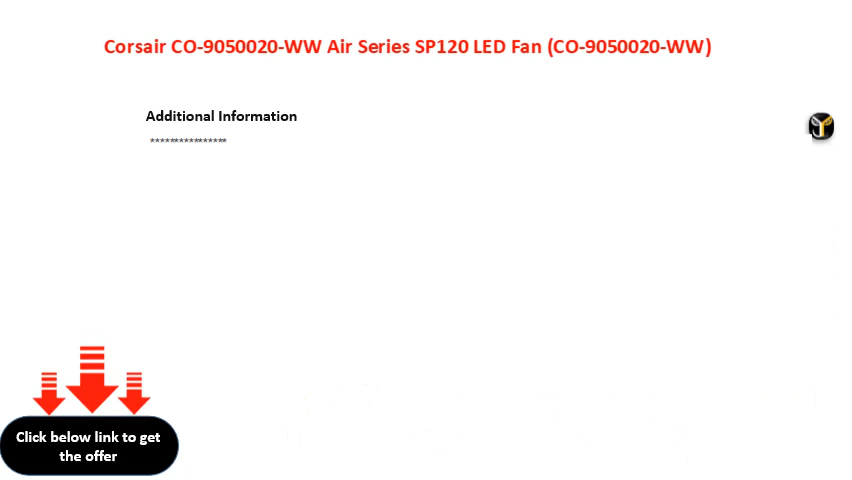 Corsair CO-9050020-WW Air Series SP120 LED Fan (CO-9050020-WW)
Additional Information
****************
Click below link to get
the offer